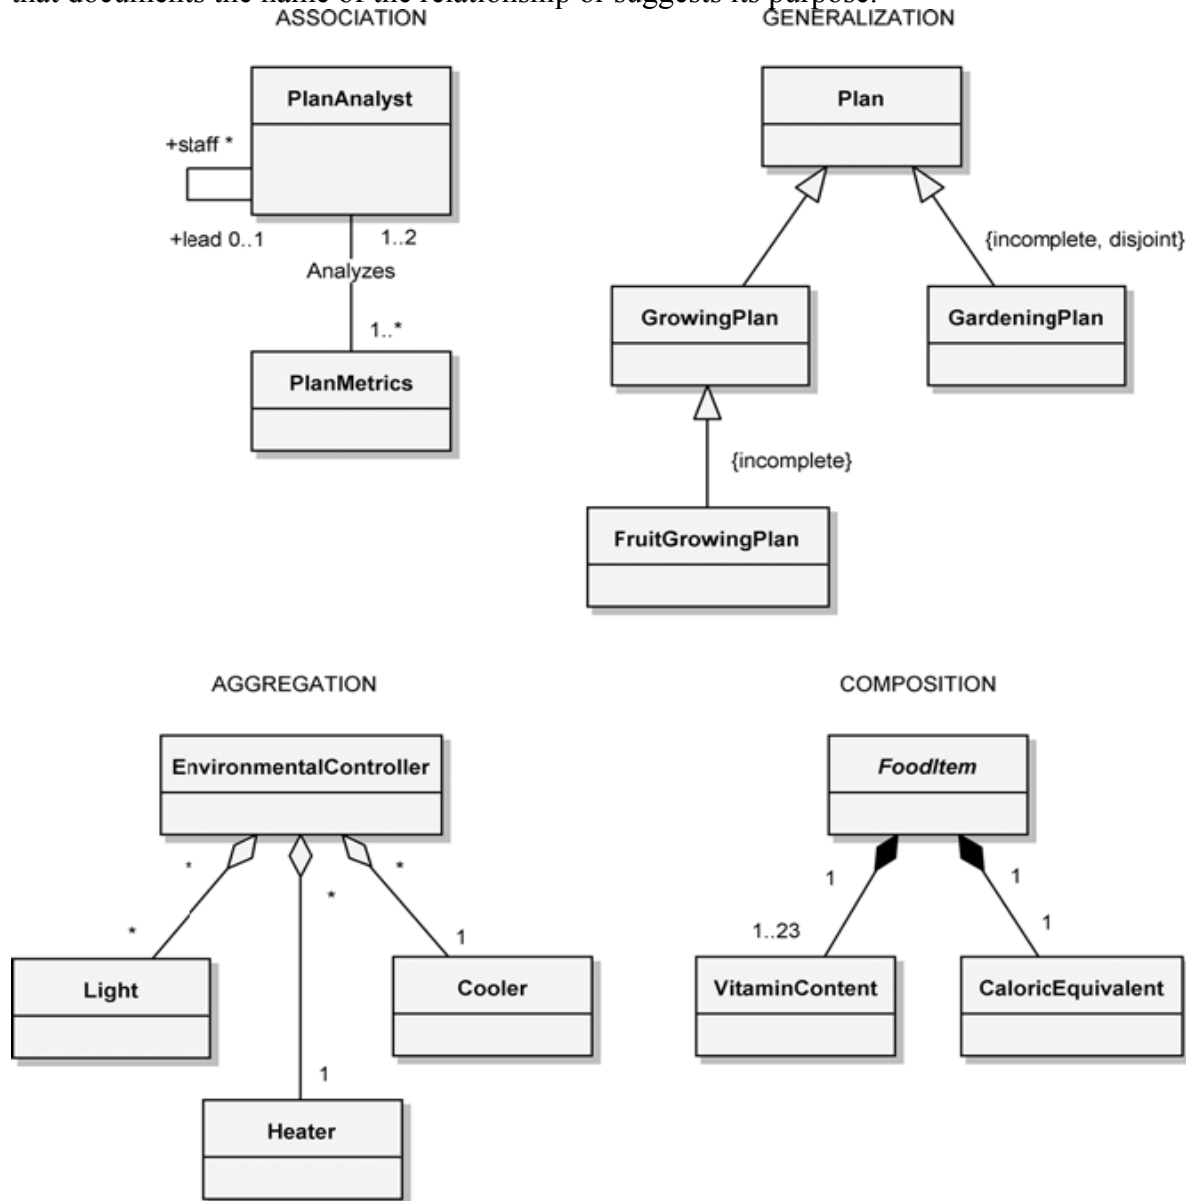 that documents the name of the relationship or suggests its purpose.
ASSOCIATION
GENERALIZATION
PlanAnalyst
+staff *
+lead 0..1
1..2
Analyzes
1..*
PlanMetrics
Plan
{incomplete, disjoint}
GrowingPlan
GardeningPlan
{incomplete}
FruitGrowingPlan
AGGREGATION
COMPOSITION
EnvironmentalController
*
*
*
*
1
Light
Cooler
1
Heater
FoodItem
1
1
1..23
1
VitaminContent
CaloricEquivalent